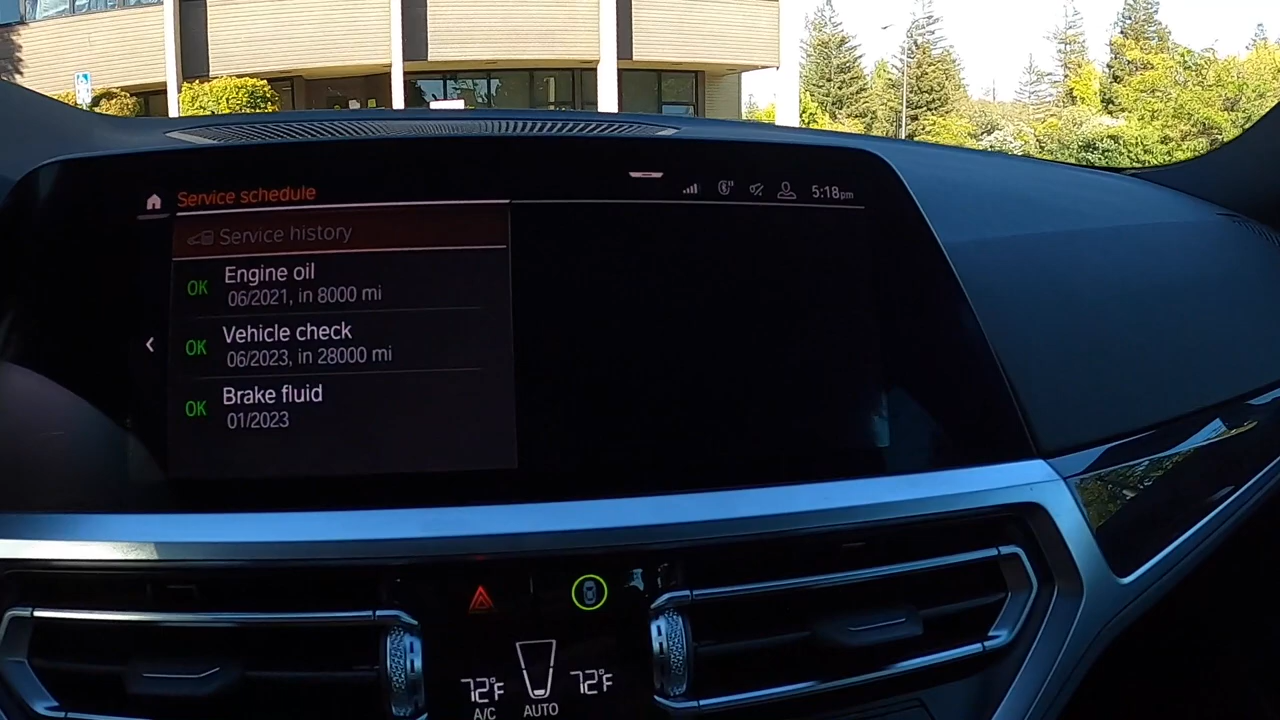 Service schedule
5:18pm
Service history
OK Engine oil
06/2021, in 8000 mi
OK Vehicle check
06/2023, in 28000 mi
OK Brake fluid
01/2023
72°F 72°F
A/C AUTO